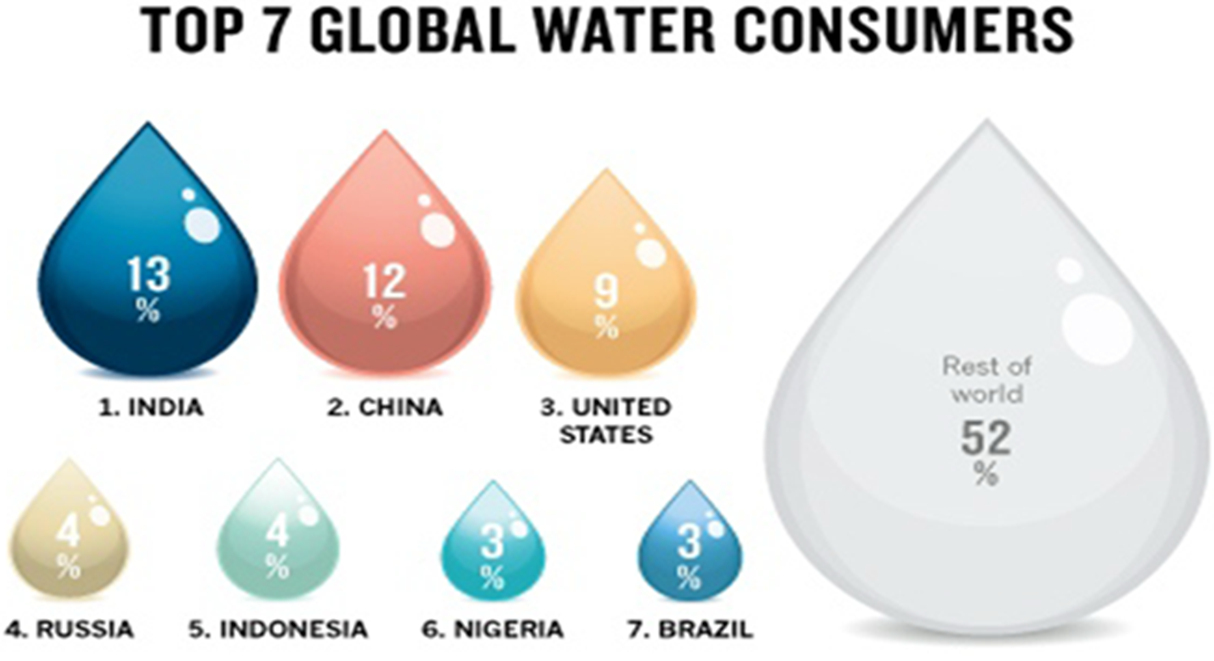 TOP 7 GLOBAL WATER CONSUMERS
13
%
1. INDIA
12
%
2. CHINA
9
%
3. UNITED
STATES
4
%
4. RUSSIA
4
%
5. INDONESIA
3
%
6. NIGERIA
3
%
7. BRAZIL
Rest of
world
52
%